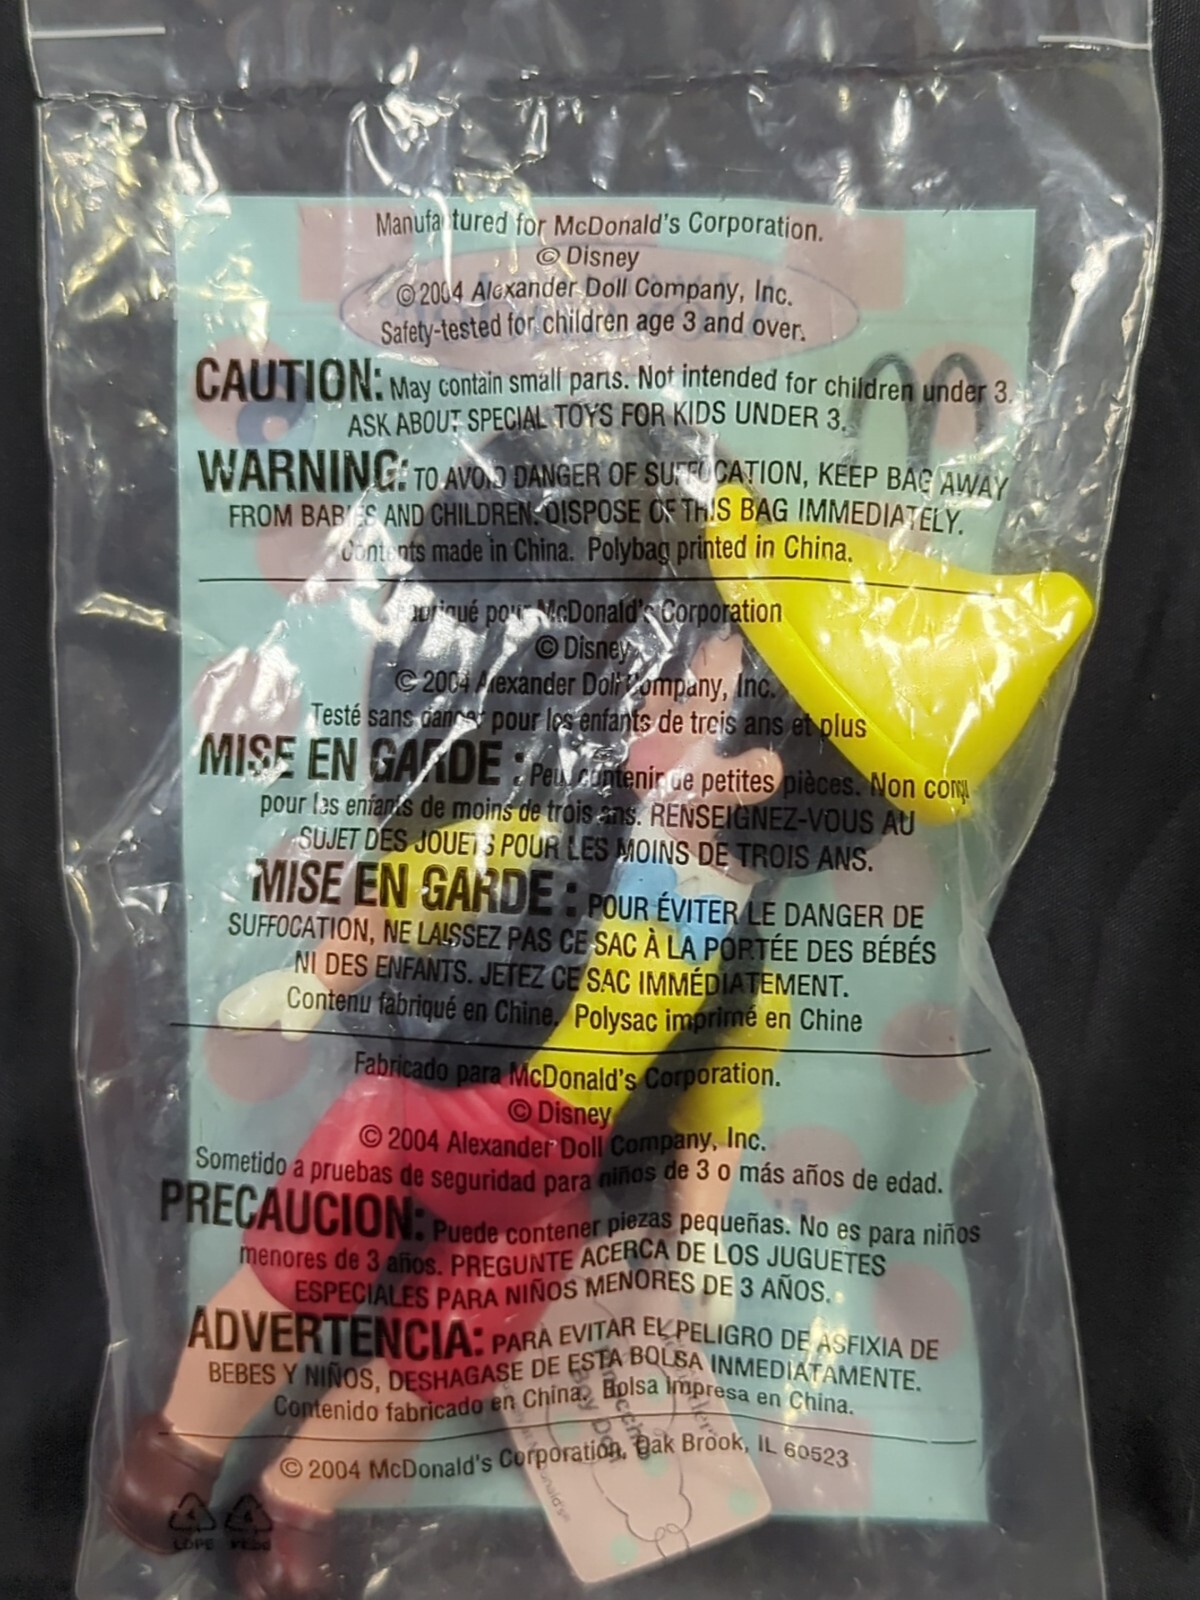 Manufactured for McDonald's Corporation.
© Disney
© 2004 Alexander Doll Company, Inc.
Safety-tested for children age 3 and over.
CAUTION: May contain small parts. Not intended for children under 3.
ASK ABOUT SPECIAL TOYS FOR KIDS UNDER 3.
WARNING: TO AVOID DANGER OF SUFFOCATION, KEEP BAG AWAY
FROM BABIES AND CHILDREN. DISPOSE OF THIS BAG IMMEDIATELY.
Contents made in China. Polybag printed in China.
Fabriqué pour McDonald's Corporation
© Disney
© 2004 Alexander Doll Company, Inc.
Testé sans danger pour les enfants de trois ans et plus
MISE EN GARDE : Peut contenir de petites pièces. Non conçu
pour les enfants de moins de trois ans. RENSEIGNEZ-VOUS AU
SUJET DES JOUETS POUR LES MOINS DE TROIS ANS.
MISE EN GARDE : POUR ÉVITER LE DANGER DE
SUFFOCATION, NE LAISSEZ PAS CE SAC À LA PORTÉE DES BÉBÉS
NI DES ENFANTS. JETEZ CE SAC IMMÉDIATEMENT.
Contenu fabriqué en Chine. Polysac imprimé en Chine
Fabricado para McDonald's Corporation.
© Disney
© 2004 Alexander Doll Company, Inc.
Sometido a pruebas de seguridad para niños de 3 o más años de edad.
PRECAUCION: Puede contener piezas pequeñas. No es para niños
menores de 3 años. PREGUNTE ACERCA DE LOS JUGUETES
ESPECIALES PARA NIÑOS MENORES DE 3 AÑOS.
ADVERTENCIA: PARA EVITAR EL PELIGRO DE ASFIXIA DE
BEBES Y NIÑOS, DESHAGASE DE ESTA BOLSA INMEDIATAMENTE.
Contenido fabricado en China. Bolsa Impresa en China.
© 2004 McDonald's Corporation, Oak Brook, IL 60523
4
LDPE